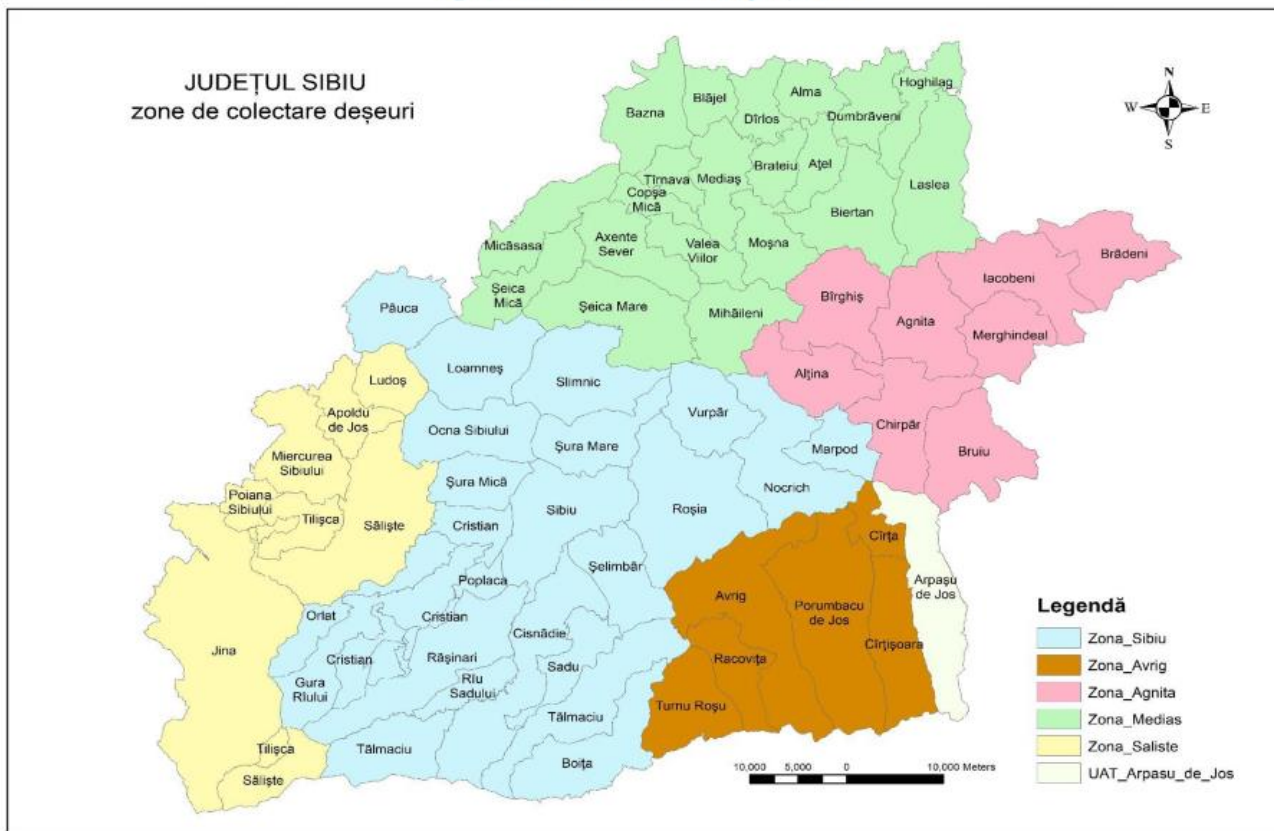 JUDEȚUL SIBIU
zone de colectare deșeuri
N
W
E
S
Hoghilag
Alma
Blăjel
Dîrlos
Dumbrăveni
Bazna
Brateiu
Ațel
Tîrnava
Mediaș
Laslea
Copșa
Mică
Biertan
Micăsasa
Axente
Sever
Valea
Viilor
Moșna
Brădeni
Iacobeni
Șeica
Mică
Bîrghiș
Păuca
Șeica Mare
Mihăileni
Agnita
Merghindeal
Ludoș
Loamneș
Slimnic
Alțina
Apoldu
de Jos
Vurpăr
Chirpăr
Ocna Sibiului
Șura Mare
Marpod
Bruiu
Miercurea
Sibiului
Șura Mică
Nocrich
Poiana
Sibiului
Tilișca
Săliște
Sibiu
Roșia
Cristian
Cîrța
Șelimbăr
Poplaca
Arpașu
de Jos
Avrig
Porumbacu
de Jos
Orlat
Cristian
Cisnădie
Cîrțișoara
Jina
Cristian
Rășinari
Sadu
Racovița
Gura
Rîului
Rîu
Sadului
Turnu Roșu
Tălmaciu
Tilișca
Tălmaciu
Boița
Săliște
10,000 5,000 0 10,000 Meters
Legendă
Zona_Sibiu
Zona_Avrig
Zona_Agnita
Zona_Medias
Zona_Saliste
UAT_Arpasu_de_Jos